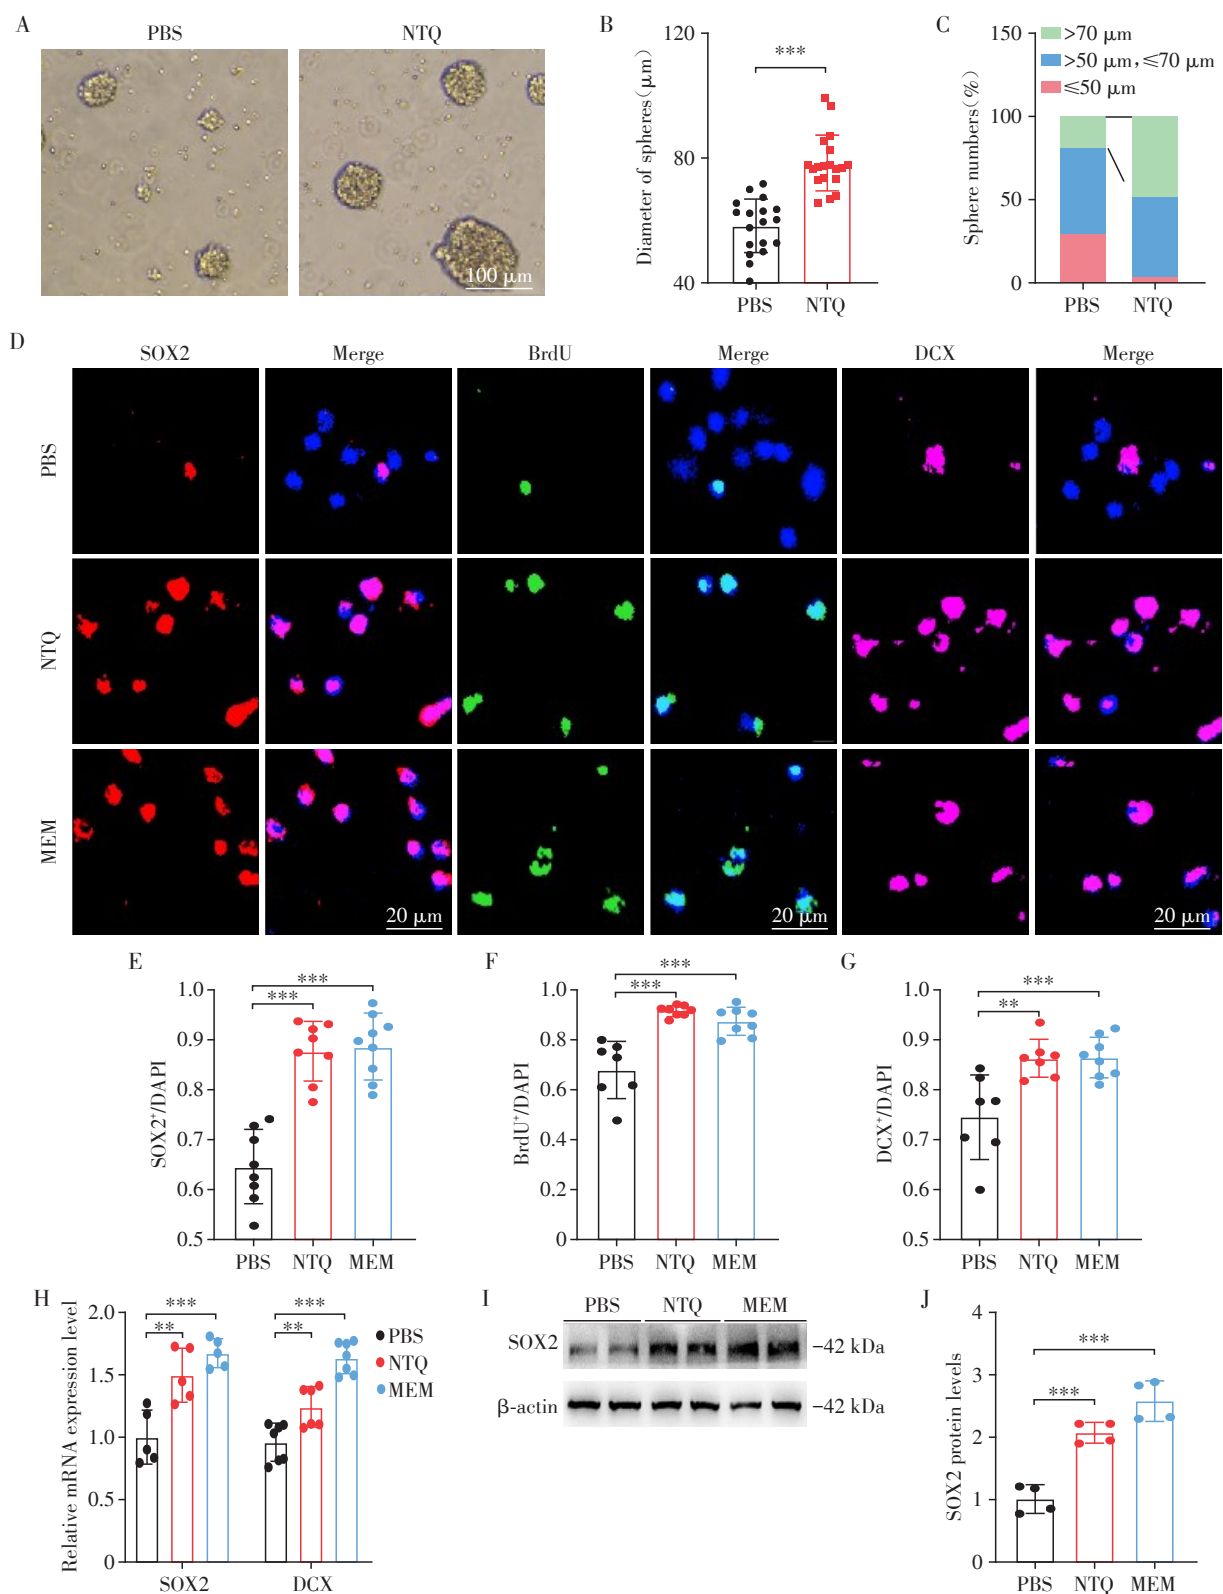 A
PBS
NTQ
100 μm
B
Diameter of spheres(μm)
120
80
40
***
PBS
NTQ
C
Sphere numbers(%)
150
100
50
0
>70 μm
>50 μm,≤70 μm
≤50 μm
PBS
NTQ
D
SOX2
Merge
BrdU
Merge
DCX
Merge
PBS
NTQ
MEM
20 μm
20 μm
20 μm
E
SOX2⁺/DAPI
1.0
0.9
0.8
0.7
0.6
0.5
***
***
PBS
NTQ
MEM
F
BrdU⁺/DAPI
1.0
0.8
0.6
0.4
0.2
0
***
***
PBS
NTQ
MEM
G
DCX⁺/DAPI
1.0
0.9
0.8
0.7
0.6
0.5
***
**
PBS
NTQ
MEM
H
Relative mRNA expression level
2.0
1.5
1.0
0.5
0
***
**
***
**
PBS
NTQ
MEM
SOX2
DCX
I
PBS
NTQ
MEM
SOX2
−42 kDa
β-actin
−42 kDa
J
SOX2 protein levels
4
3
2
1
0
***
***
PBS
NTQ
MEM